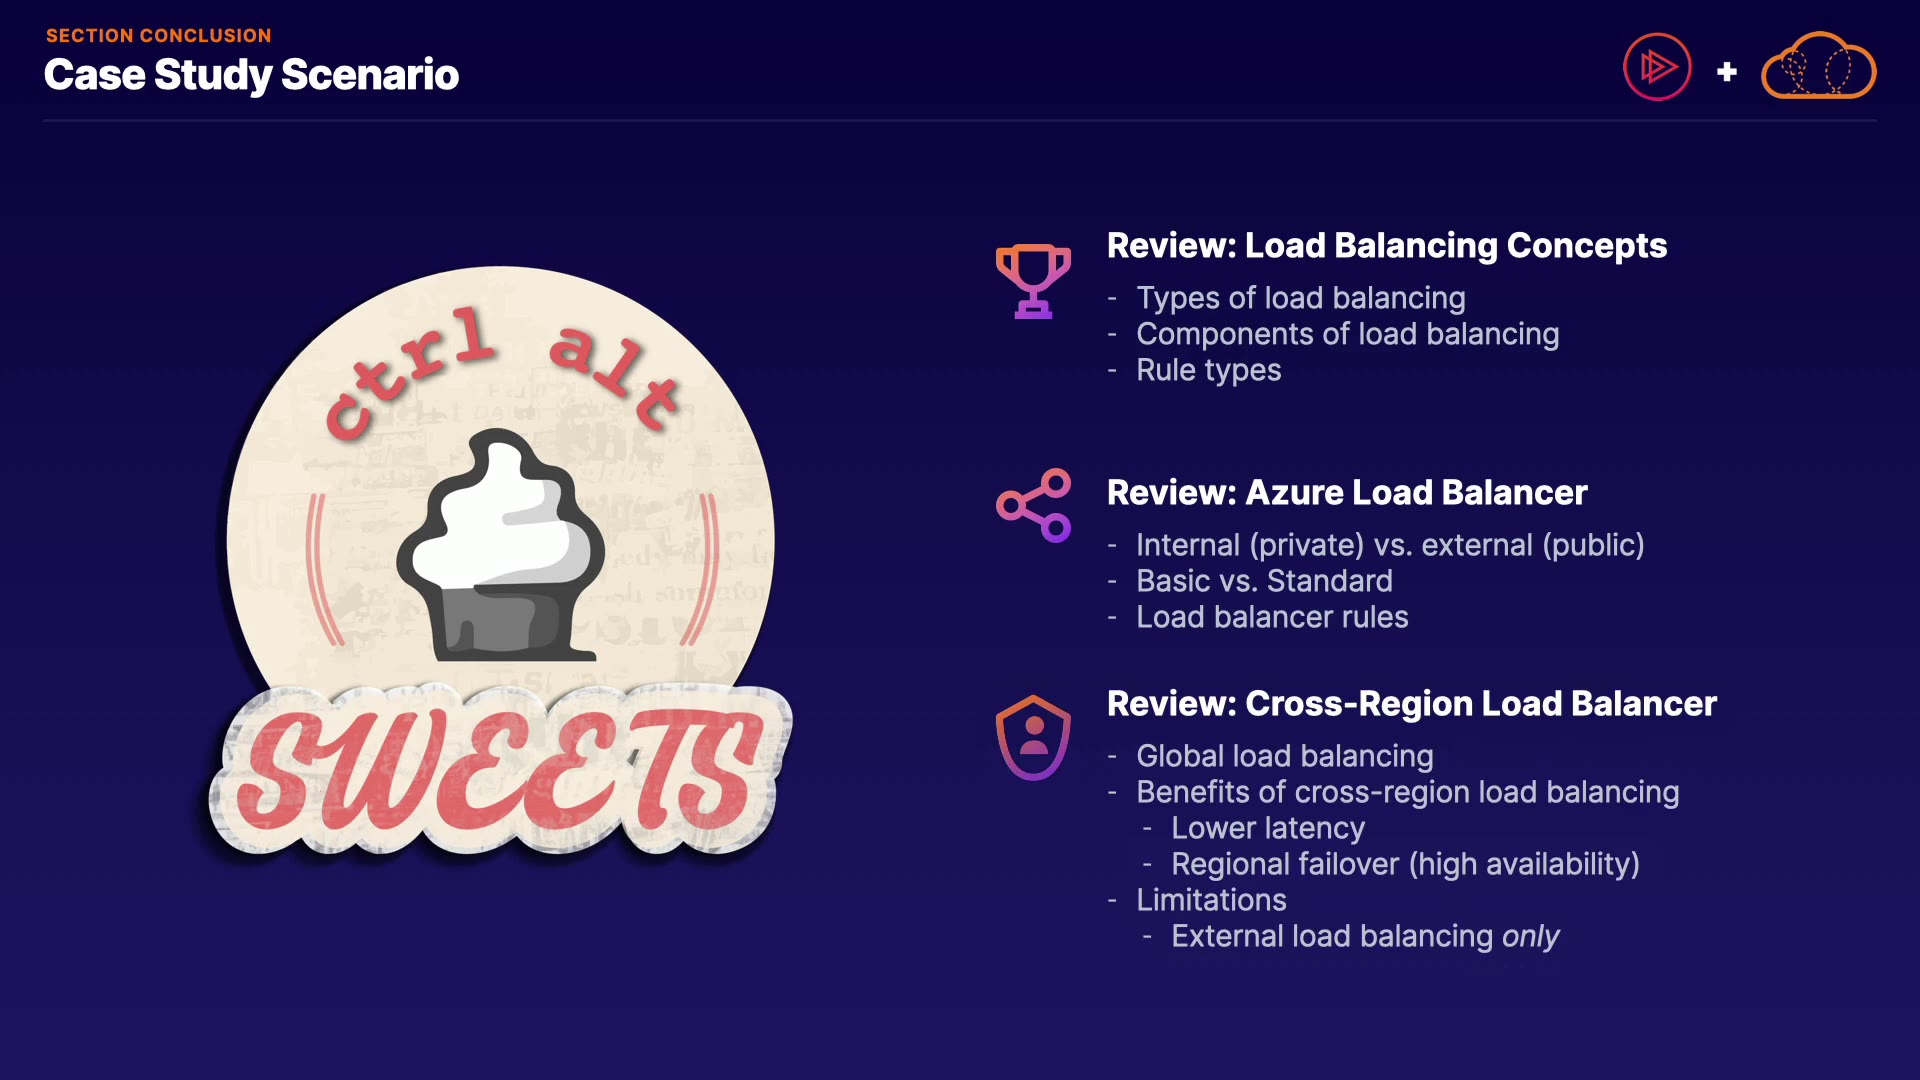 SECTION CONCLUSION
Case Study Scenario
+
ctrl alt
SWEETS
Review: Load Balancing Concepts
- Types of load balancing
- Components of load balancing
- Rule types
Review: Azure Load Balancer
- Internal (private) vs. external (public)
- Basic vs. Standard
- Load balancer rules
Review: Cross-Region Load Balancer
- Global load balancing
- Benefits of cross-region load balancing
- Lower latency
- Regional failover (high availability)
- Limitations
- External load balancing only